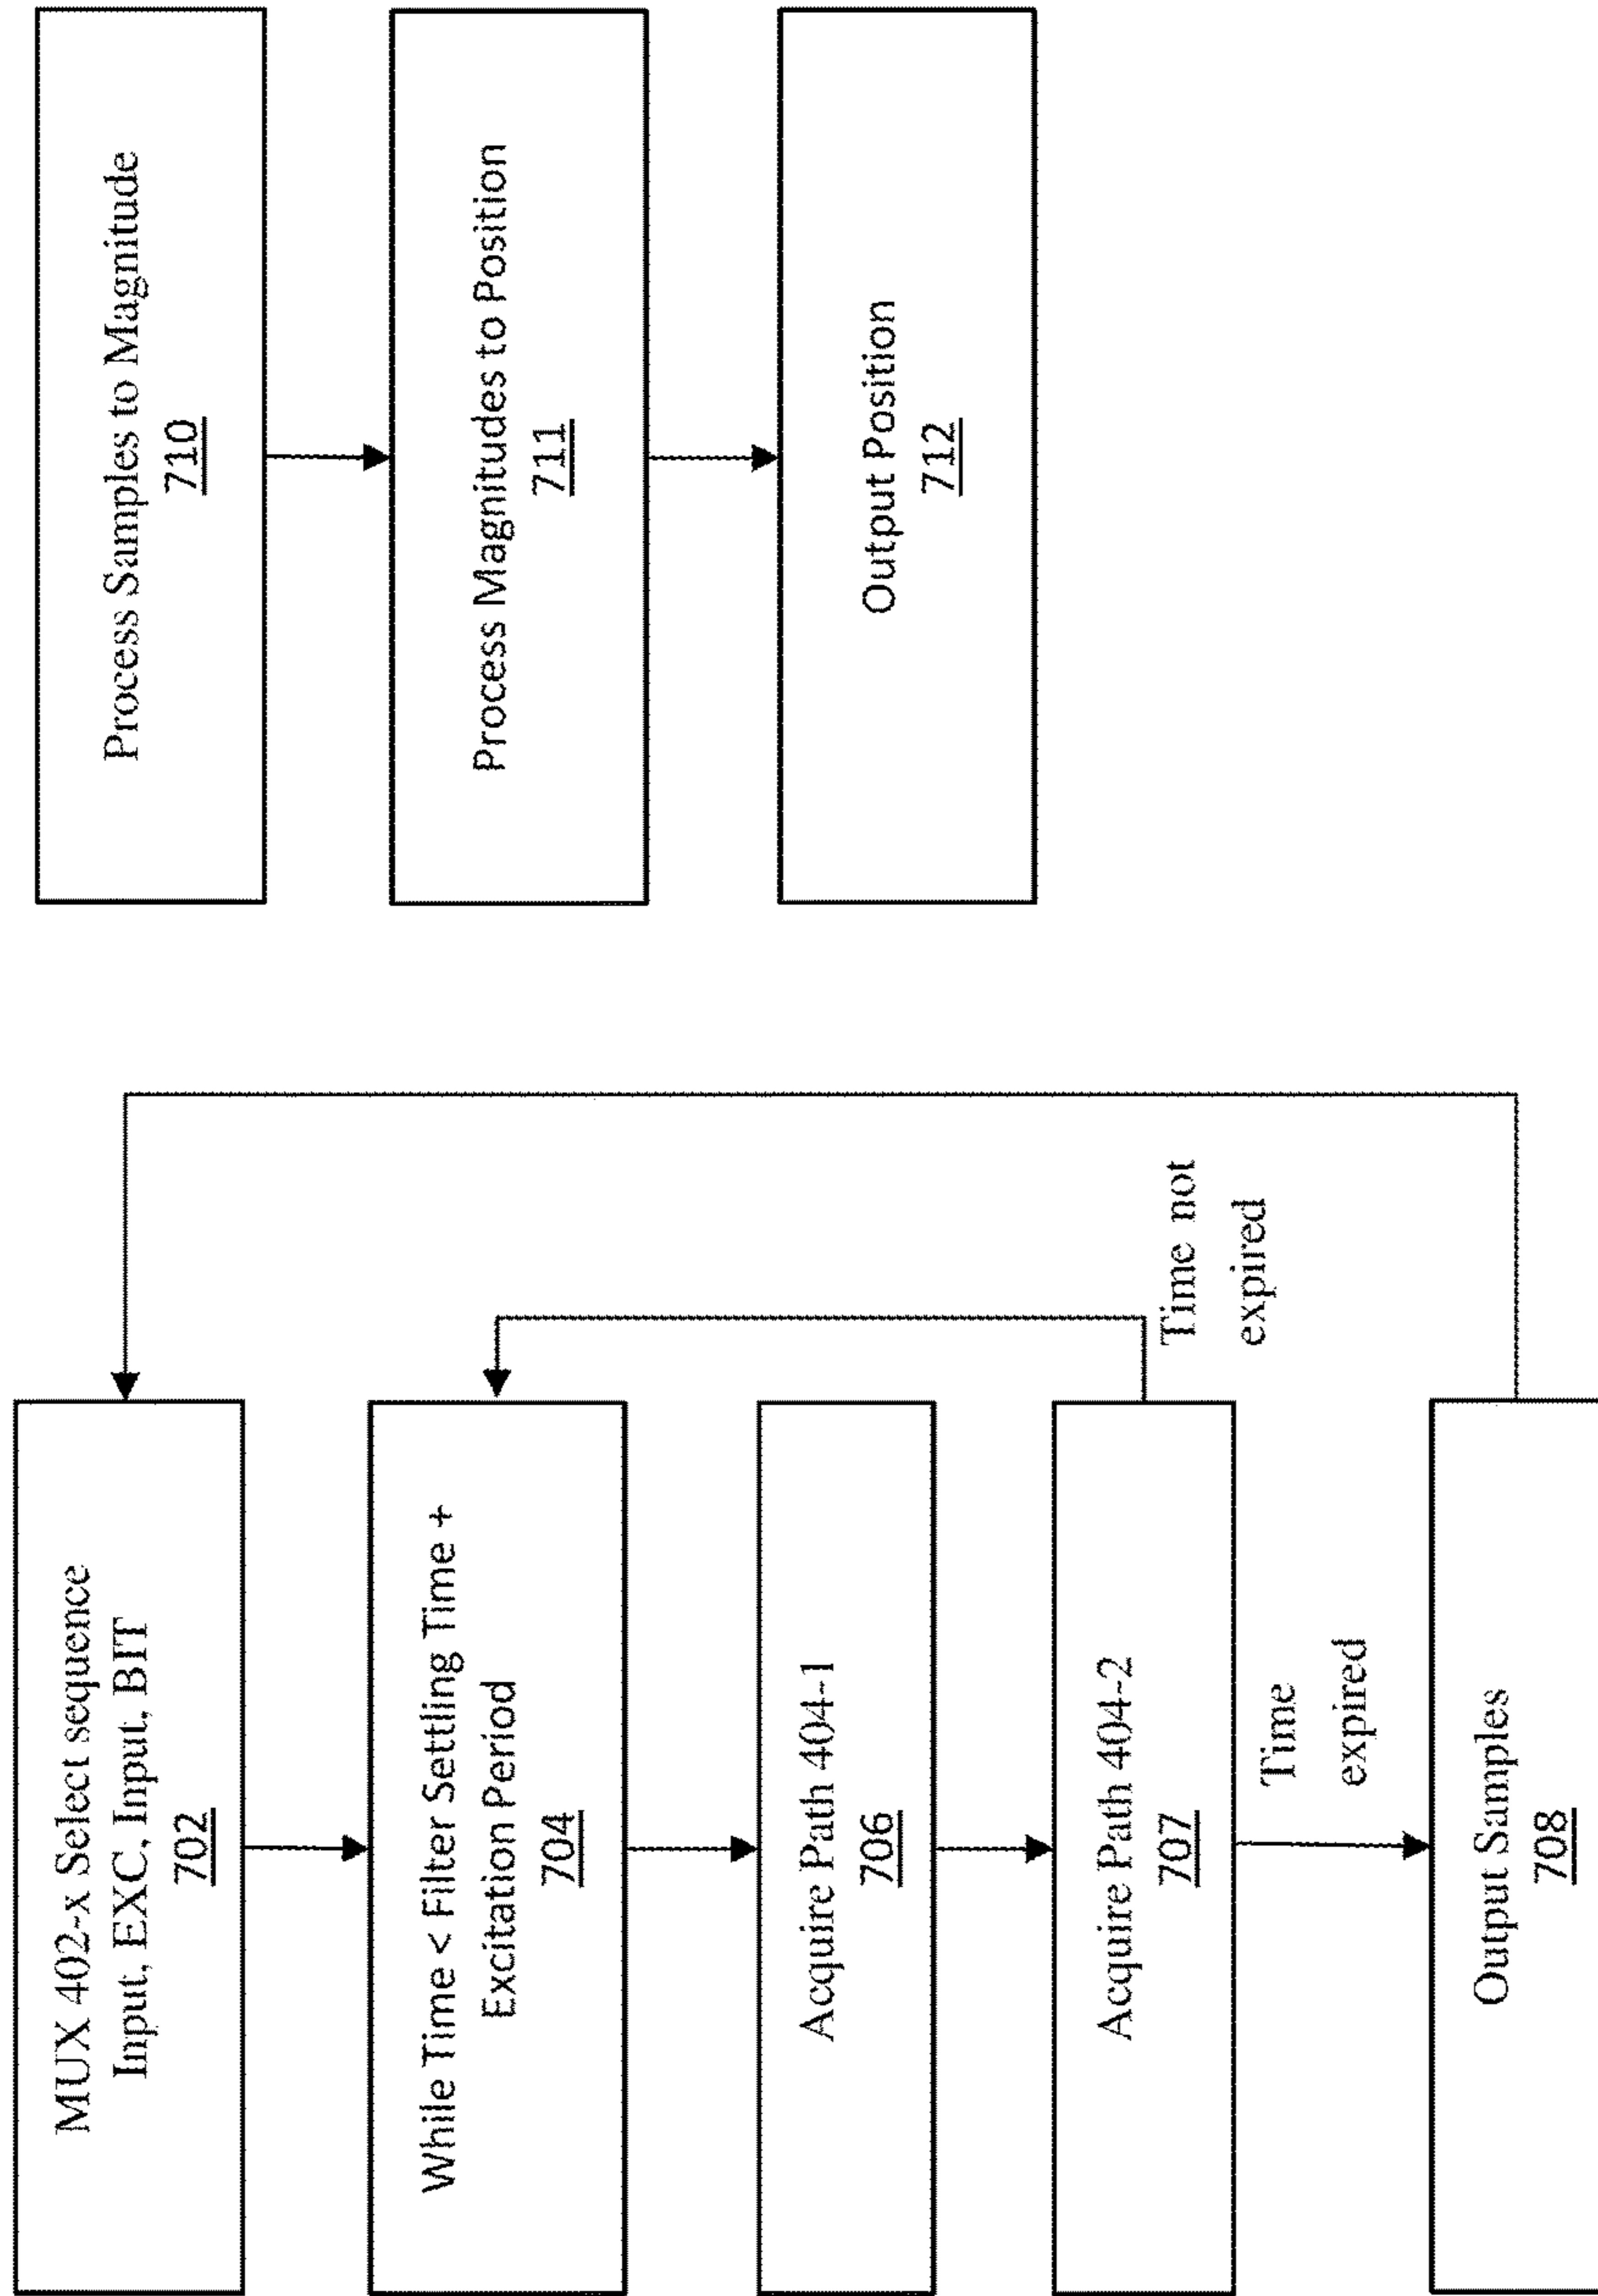 MUX 402-x Select sequence
Input, EXC, Input, BIT
702
While Time < Filter Settling Time +
Excitation Period
704
Acquire Path 404-1
706
Acquire Path 404-2
707
Time not
expired
Time
expired
Output Samples
708
Process Samples to Magnitude
710
Process Magnitudes to Position
711
Output Position
712